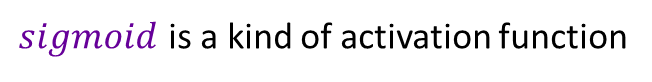 sigmoid is a kind of activation function